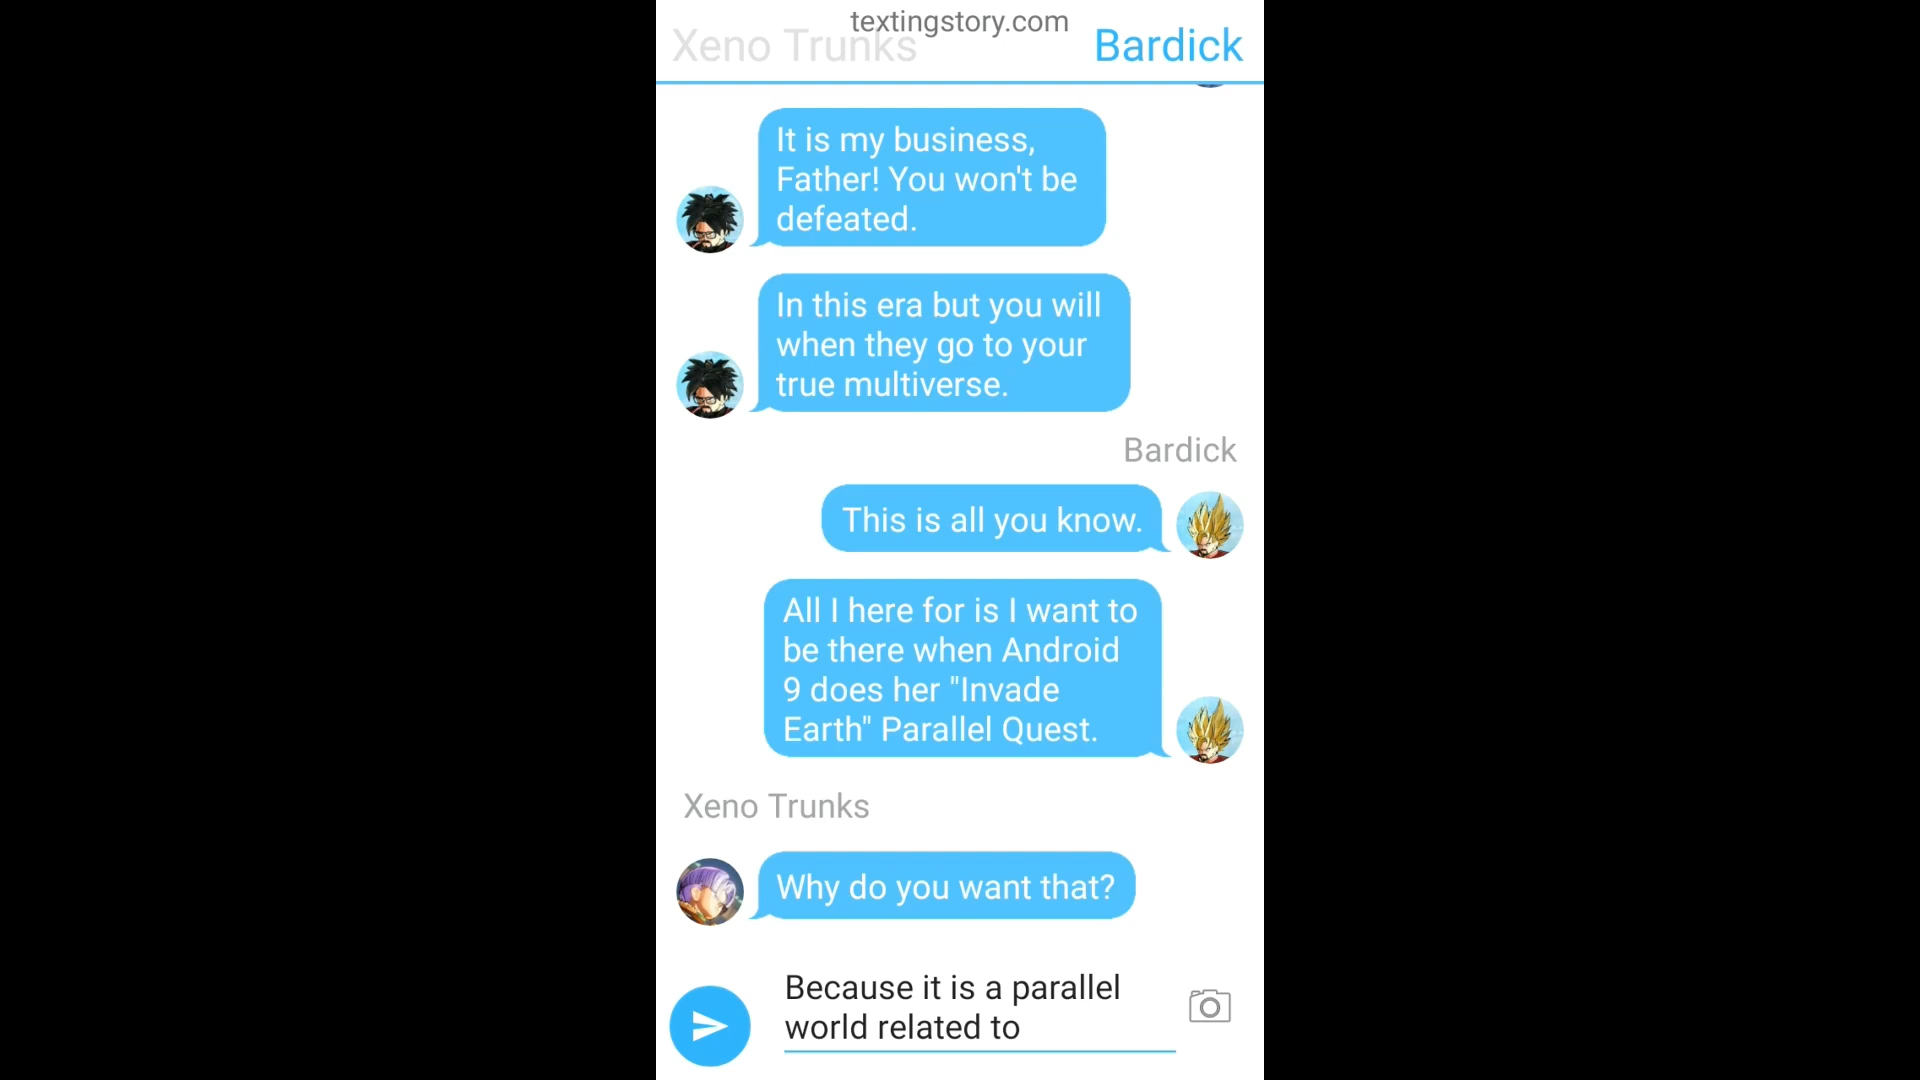 textingstory.com
Xeno Trunks
Bardick
It is my business,
Father! You won't be
defeated.
In this era but you will
when they go to your
true multiverse.
Bardick
This is all you know.
All I here for is I want to
be there when Android
9 does her "Invade
Earth" Parallel Quest.
Xeno Trunks
Why do you want that?
Because it is a parallel
world related to